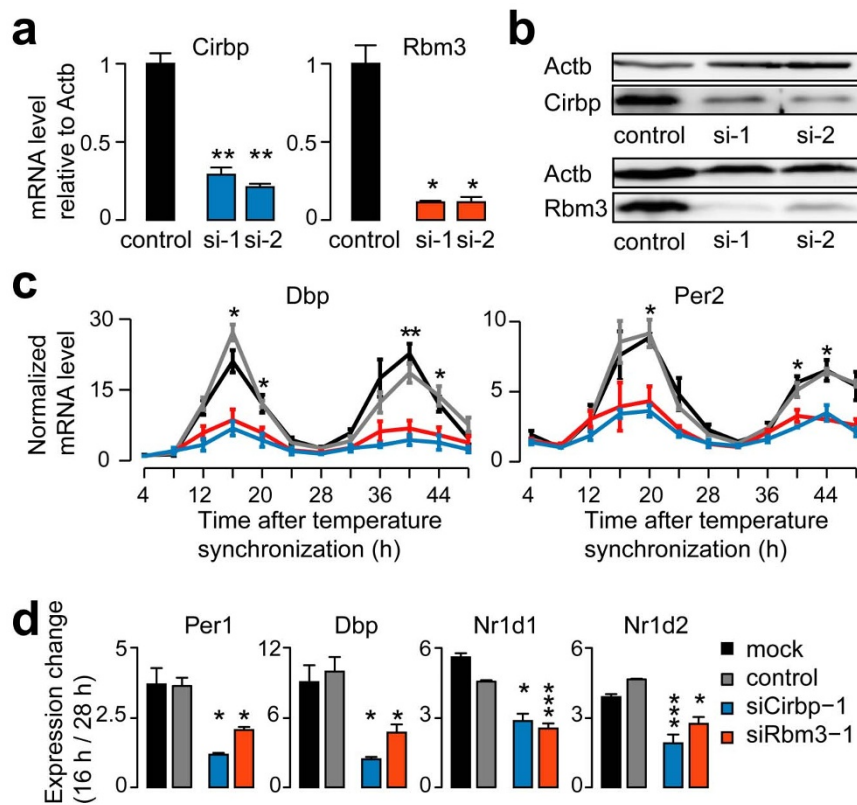 a
Cirbp
Rbm3
b
mRNA level
relative to Actb
1
0.5
0
**
**
control
si-1
si-2
1
0.5
0
*
*
control
si-1
si-2
Actb
Cirbp
control
si-1
si-2
Actb
Rbm3
control
si-1
si-2
c
Dbp
Per2
Normalized
mRNA level
30
15
0
*
*
**
*
4
12
20
28
36
44
Time after temperature
synchronization (h)
10
5
0
*
*
*
4
12
20
28
36
44
Time after temperature
synchronization (h)
d
Per1
Dbp
Nr1d1
Nr1d2
Expression change
(16 h / 28 h)
5
2.5
0
*
*
12
6
0
*
*
6
3
0
*
***
6
3
0
***
*
mock
control
siCirbp−1
siRbm3−1